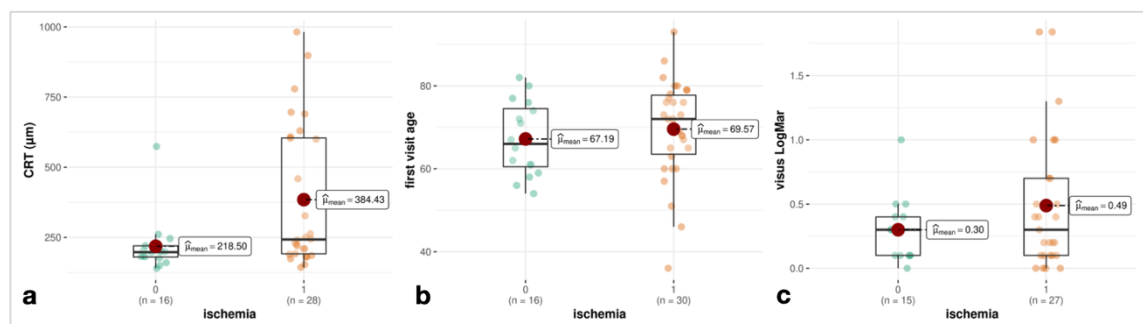 CRT (μm)
1000
750
500
250
μ̂mean = 218.50
μ̂mean = 384.43
0
(n = 16)
1
(n = 28)
ischemia
a
first visit age
80
60
40
μ̂mean = 67.19
μ̂mean = 69.57
0
(n = 16)
1
(n = 30)
ischemia
b
visus LogMar
1.5
1.0
0.5
0.0
μ̂mean = 0.30
μ̂mean = 0.49
0
(n = 15)
1
(n = 27)
ischemia
c